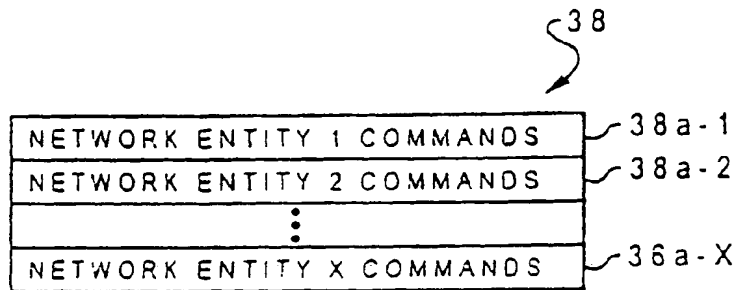 38
NETWORK ENTITY 1 COMMANDS 38a-1
NETWORK ENTITY 2 COMMANDS 38a-2
NETWORK ENTITY X COMMANDS 36a-X